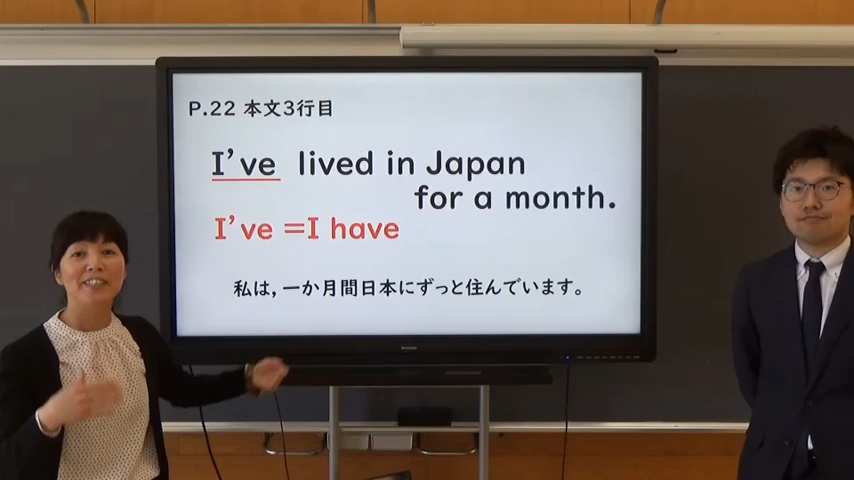 P.22 本文3行目
I've lived in Japan
for a month.
I've =I have
私は,一か月間日本にずっと住んでいます。